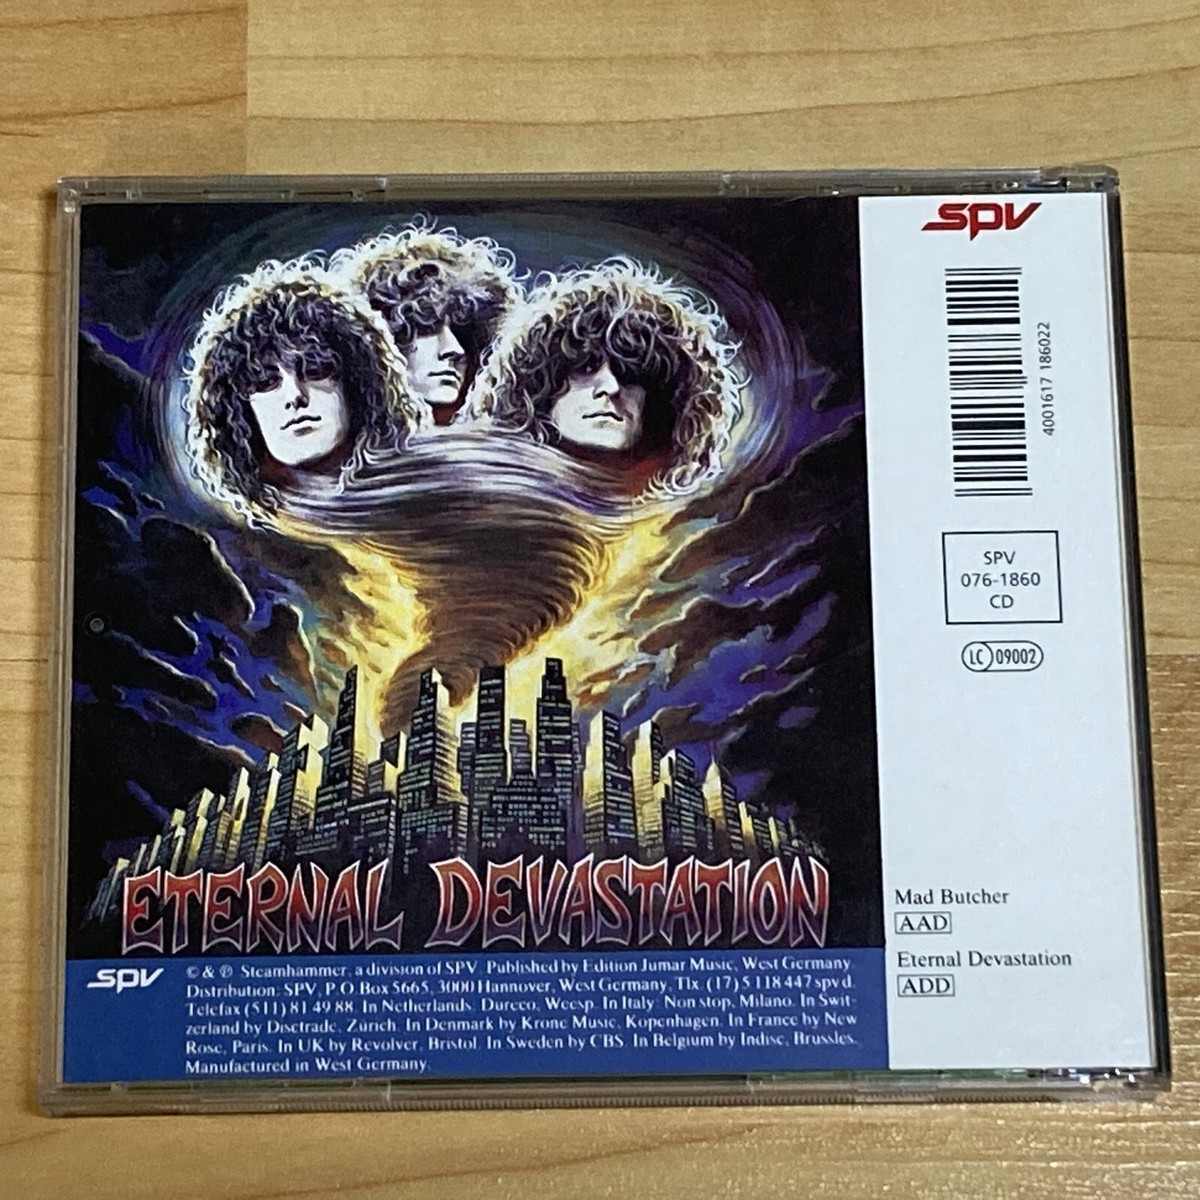 spv
4001617 186022
SPV
076-1860
CD
LC 09002
ETERNAL DEVASTATION
Mad Butcher
AAD
Eternal Devastation
ADD
spv
© & ℗ Steamhammer, a division of SPV. Published by Edition Jumar Music, West Germany.
Distribution: SPV, P.O.Box 5665, 3000 Hannover, West Germany, Tlx. (17) 5 118 447 spv d.
Telefax (511) 81 49 88. In Netherlands: Dureco, Weesp. In Italy: Non stop, Milano. In Swit-
zerland by Disctrade, Zürich. In Denmark by Krone Music, Kopenhagen. In France by New
Rose, Paris. In UK by Revolver, Bristol. In Sweden by CBS. In Belgium by Indisc, Brussles.
Manufactured in West Germany.